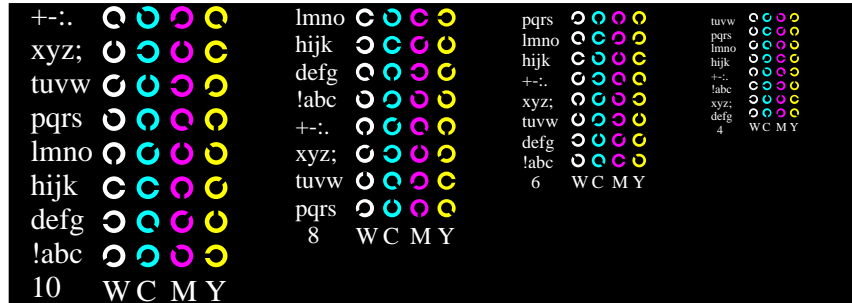 +-:.
xyz;
tuvw
pqrs
lmno
hijk
defg
!abc
10 W C M Y
lmno
hijk
defg
!abc
+-:.
xyz;
tuvw
pqrs
8 W C M Y
pqrs
lmno
hijk
+-:.
xyz;
tuvw
defg
!abc
6 W C M Y
tuvw
pqrs
lmno
hijk
+-:.
!abc
xyz;
defg
4 W C M Y